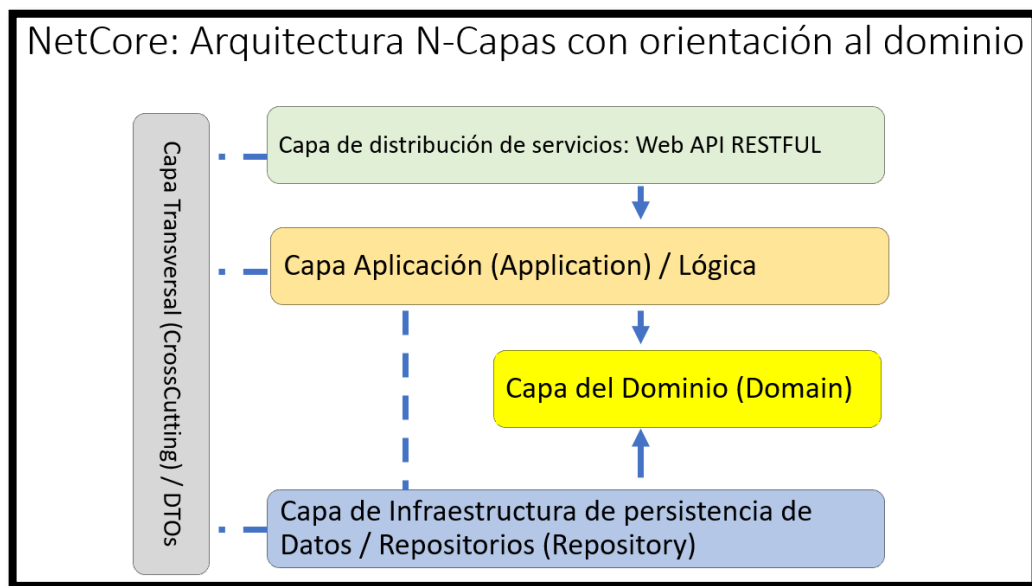 NetCore: Arquitectura N-Capas con orientación al dominio
Capa Transversal (CrossCutting) / DTOs
Capa de distribución de servicios: Web API RESTFUL
Capa Aplicación (Application) / Lógica
Capa del Dominio (Domain)
Capa de Infraestructura de persistencia de
Datos / Repositorios (Repository)